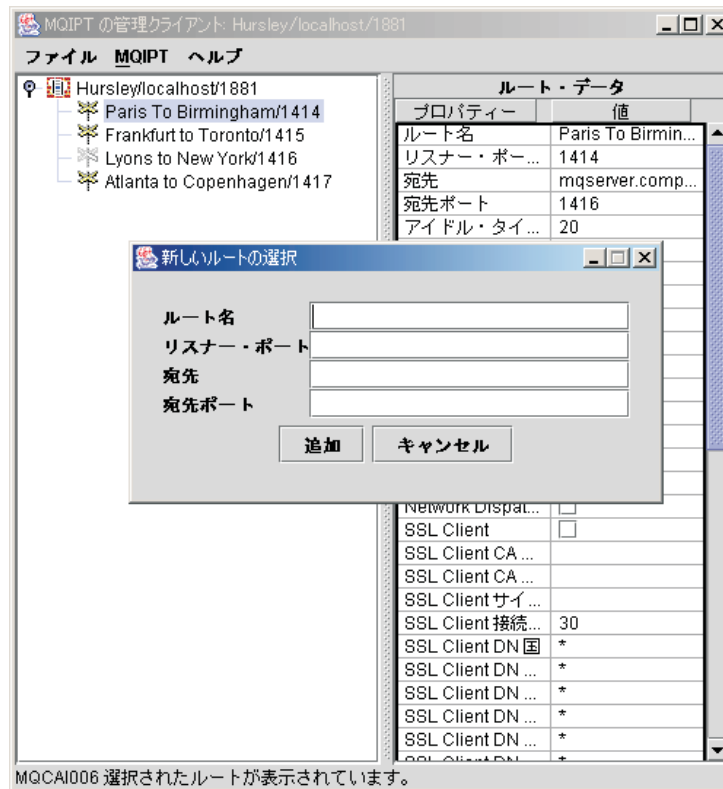 MQIPT の管理クライアント: Hursley/localhost/1881
ファイル MQIPT ヘルプ
Hursley/localhost/1881
Paris To Birmingham/1414
Frankfurt to Toronto/1415
Lyons to New York/1416
Atlanta to Copenhagen/1417
ルート・データ
プロパティー 値
ルート名 Paris To Birmin...
リスナー・ポー... 1414
宛先 mqserver.comp...
宛先ポート 1416
アイドル・タイ... 20
新しいルートの選択
ルート名
リスナー・ポート
宛先
宛先ポート
追加 キャンセル
Network Dispat...
SSL Client
SSL Client CA ...
SSL Client CA ...
SSL Client サイ...
SSL Client 接続... 30
SSL Client DN 国 *
SSL Client DN ... *
SSL Client DN ... *
SSL Client DN ... *
SSL Client DN ... *
SSL Client DN ... *
MQCAI006 選択されたルートが表示されています。